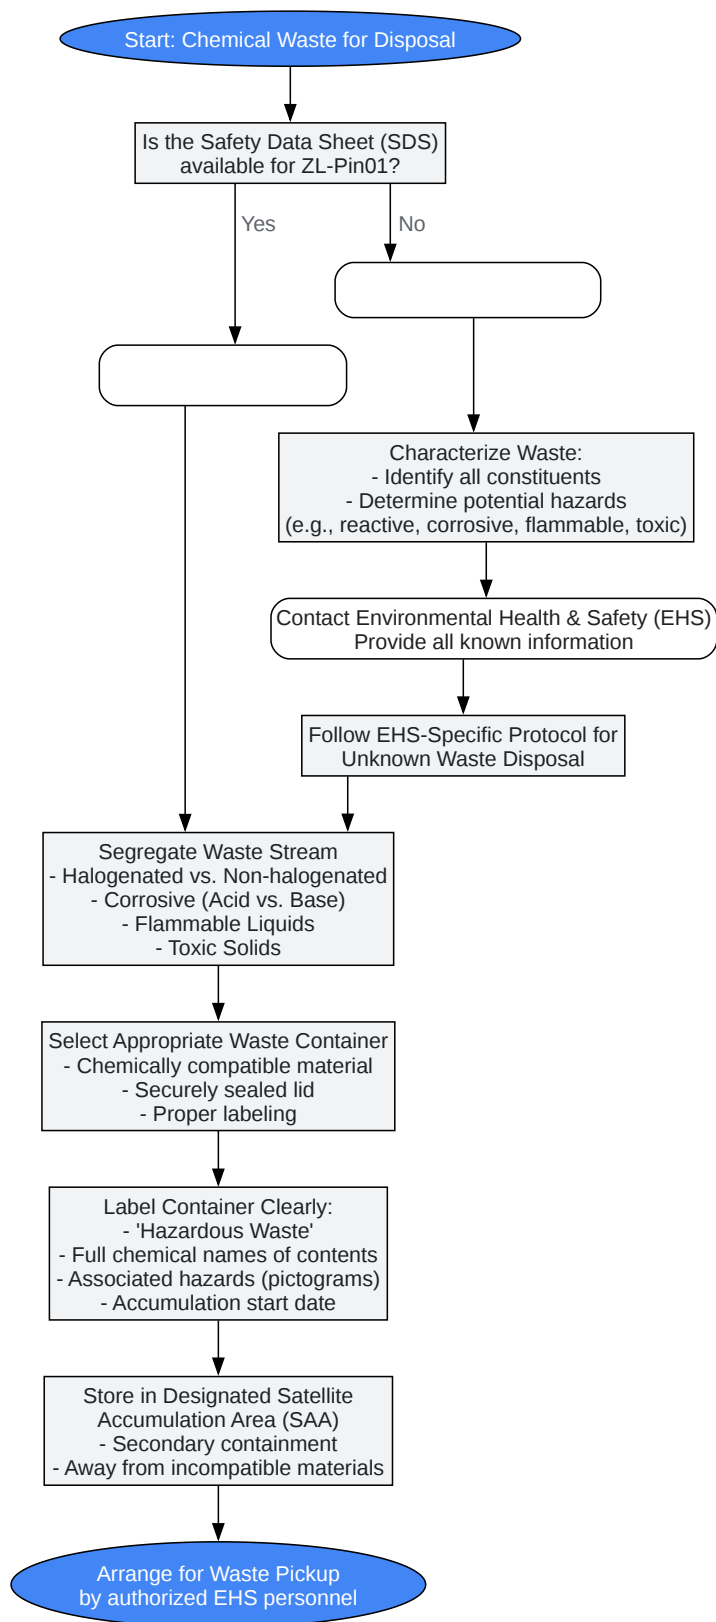 Start: Chemical Waste for Disposal
Is the Safety Data Sheet (SDS)
available for ZL-Pin01?
Yes
No
Characterize Waste:
- Identify all constituents
- Determine potential hazards
(e.g., reactive, corrosive, flammable, toxic)
Contact Environmental Health & Safety (EHS)
Provide all known information
Follow EHS-Specific Protocol for
Unknown Waste Disposal
Segregate Waste Stream
- Halogenated vs. Non-halogenated
- Corrosive (Acid vs. Base)
- Flammable Liquids
- Toxic Solids
Select Appropriate Waste Container
- Chemically compatible material
- Securely sealed lid
- Proper labeling
Label Container Clearly:
- 'Hazardous Waste'
- Full chemical names of contents
- Associated hazards (pictograms)
- Accumulation start date
Store in Designated Satellite
Accumulation Area (SAA)
- Secondary containment
- Away from incompatible materials
Arrange for Waste Pickup
by authorized EHS personnel